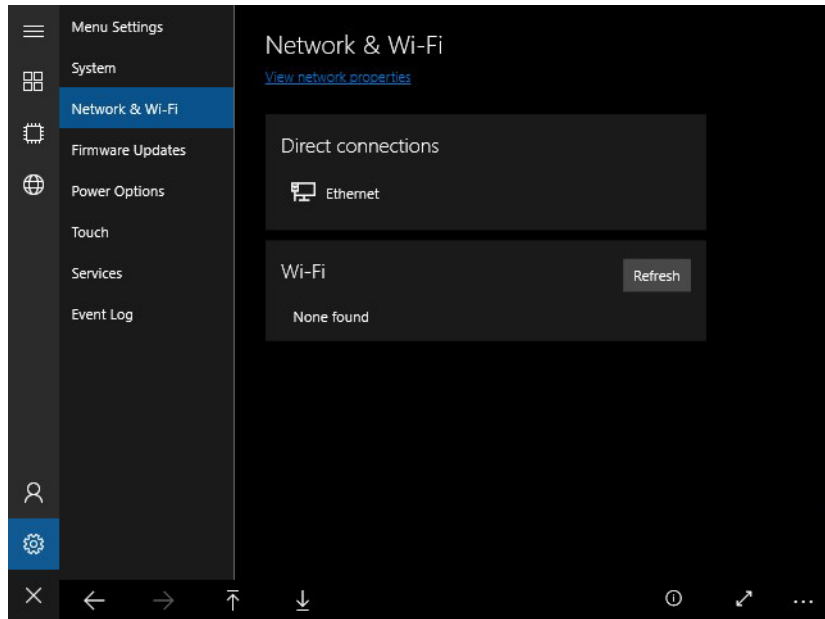 Menu Settings
System
Network & Wi-Fi
Firmware Updates
Power Options
Touch
Services
Event Log
Network & Wi-Fi
View network properties
Direct connections
Ethernet
Wi-Fi
Refresh
None found